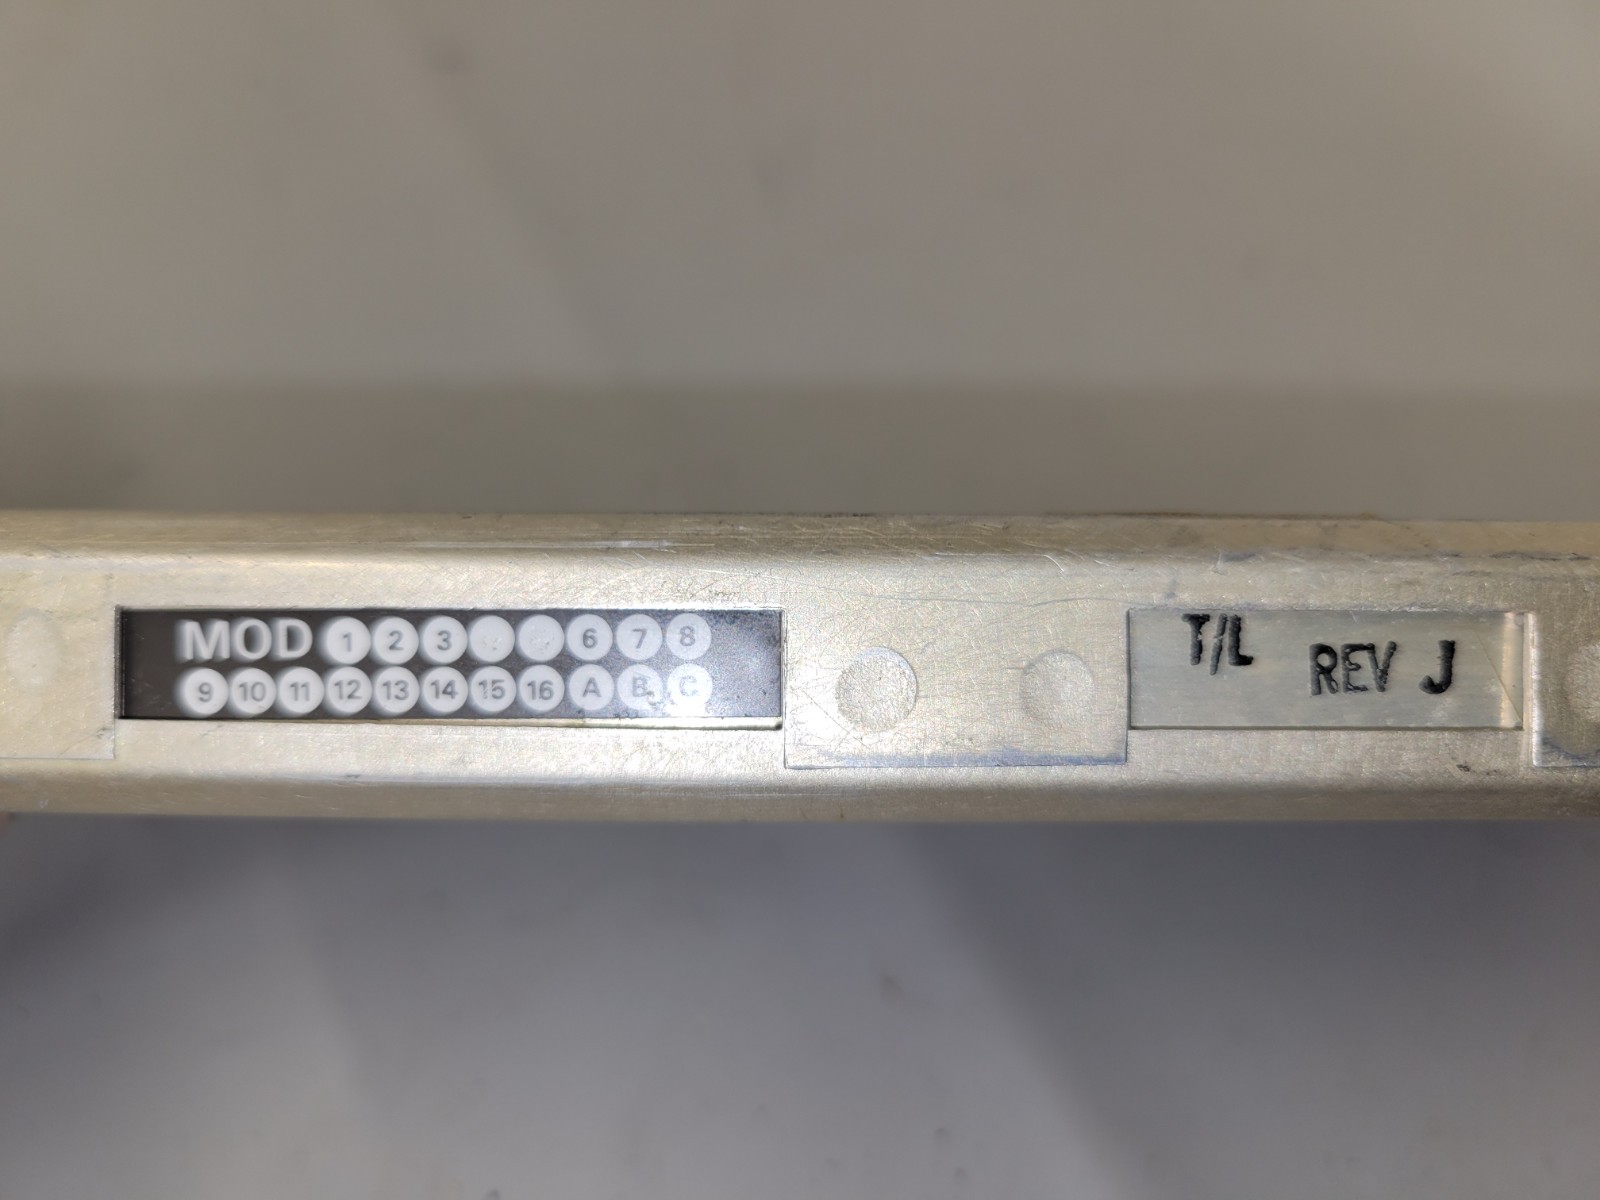 MOD 1 2 3 6 7 8
9 10 11 12 13 14 15 16 A B C
T/L
REV J